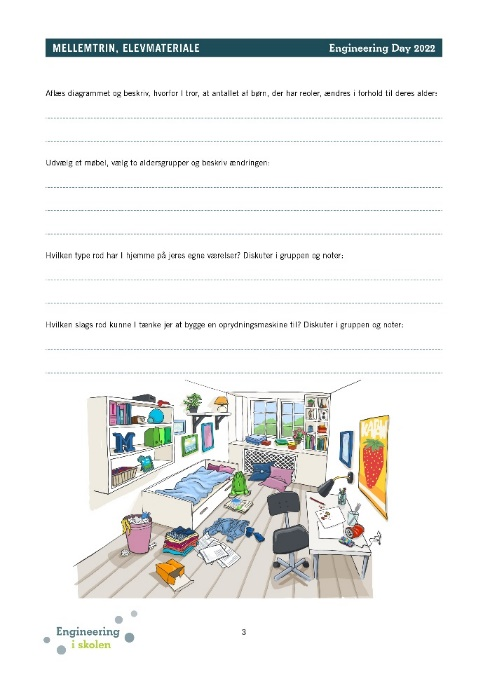 MELLEMTRIN, ELEVMATERIALE
Engineering Day 2022
Aflæs diagrammet og beskriv, hvorfor I tror, at antallet af børn, der har reoler, ændres i forhold til deres alder:
Udvælg et møbel, vælg to aldersgrupper og beskriv ændringen:
Hvilken type rod har I hjemme på jeres egne værelser? Diskuter i gruppen og noter:
Hvilken slags rod kunne I tænke jer at bygge en oprydningsmaskine til? Diskuter i gruppen og noter:
M
Engineering
i skolen
3